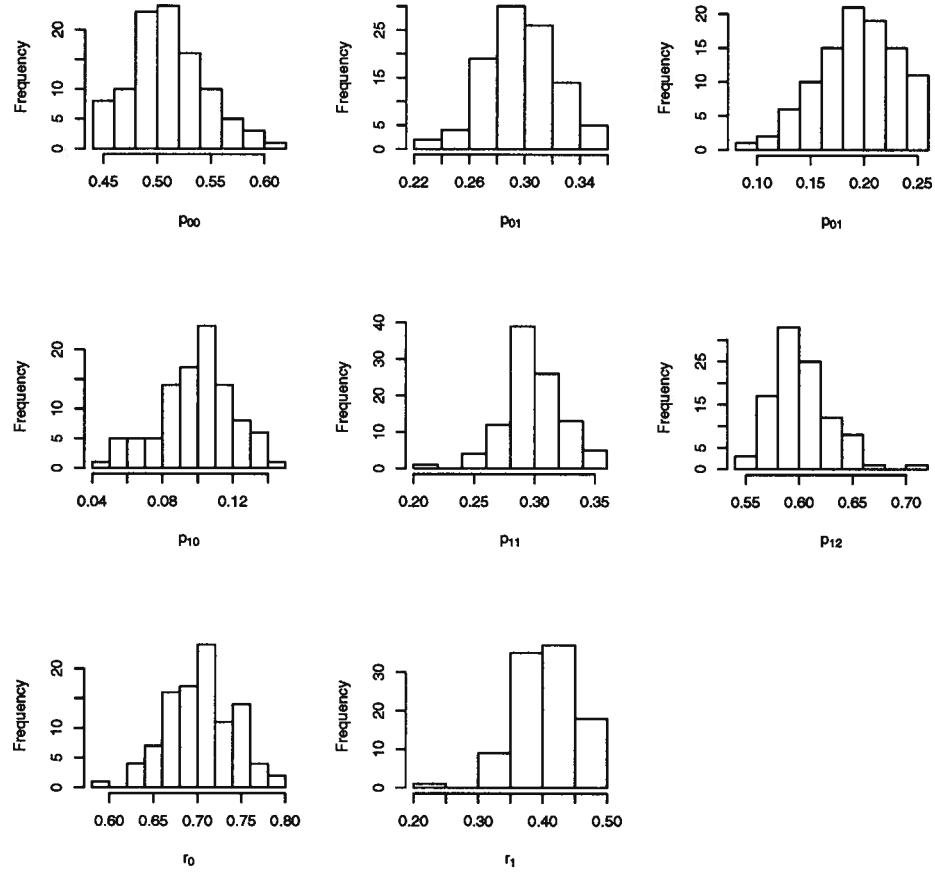 Frequency
0 5 10 20
0.45 0.50 0.55 0.60
p00
Frequency
0 5 15 25
0.22 0.26 0.30 0.34
p01
Frequency
0 5 10 15 20
0.10 0.15 0.20 0.25
p01
Frequency
0 5 10 20
0.04 0.08 0.12
p10
Frequency
0 10 20 30 40
0.20 0.25 0.30 0.35
p11
Frequency
0 5 15 25
0.55 0.60 0.65 0.70
p12
Frequency
0 5 10 20
0.60 0.65 0.70 0.75 0.80
r0
Frequency
0 10 20 30
0.20 0.30 0.40 0.50
r1